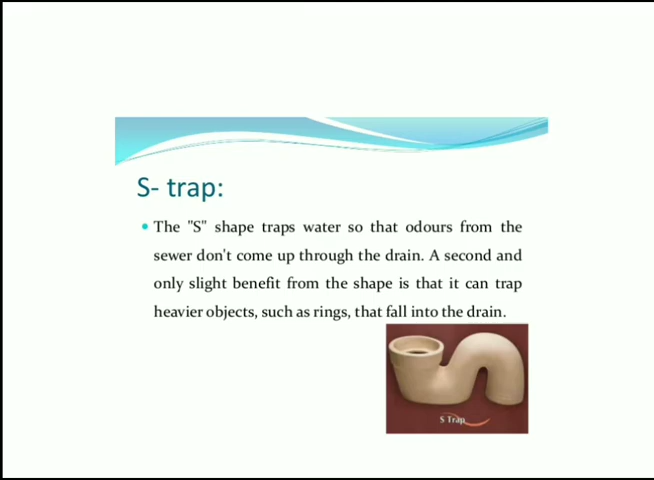 S- trap:
The "S" shape traps water so that odours from the
sewer don't come up through the drain. A second and
only slight benefit from the shape is that it can trap
heavier objects, such as rings, that fall into the drain.
S Trap